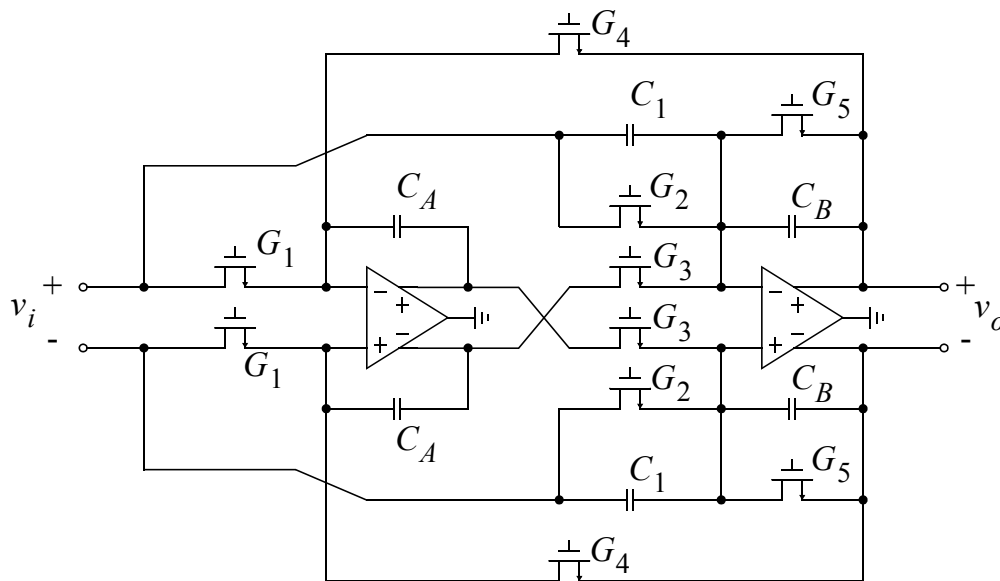 G4
C1
G5
CA
G2
CB
G1
G3
+
+
vi
− +
− +
vo
-
+ −
+ −
-
G1
G3
G2
CB
CA
C1
G5
G4